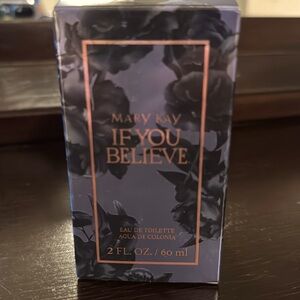 MARY KAY
IF YOU
BELIEVE
EAU DE TOILETTE
AGUA DE COLONIA
2 FL. OZ. / 60 ml